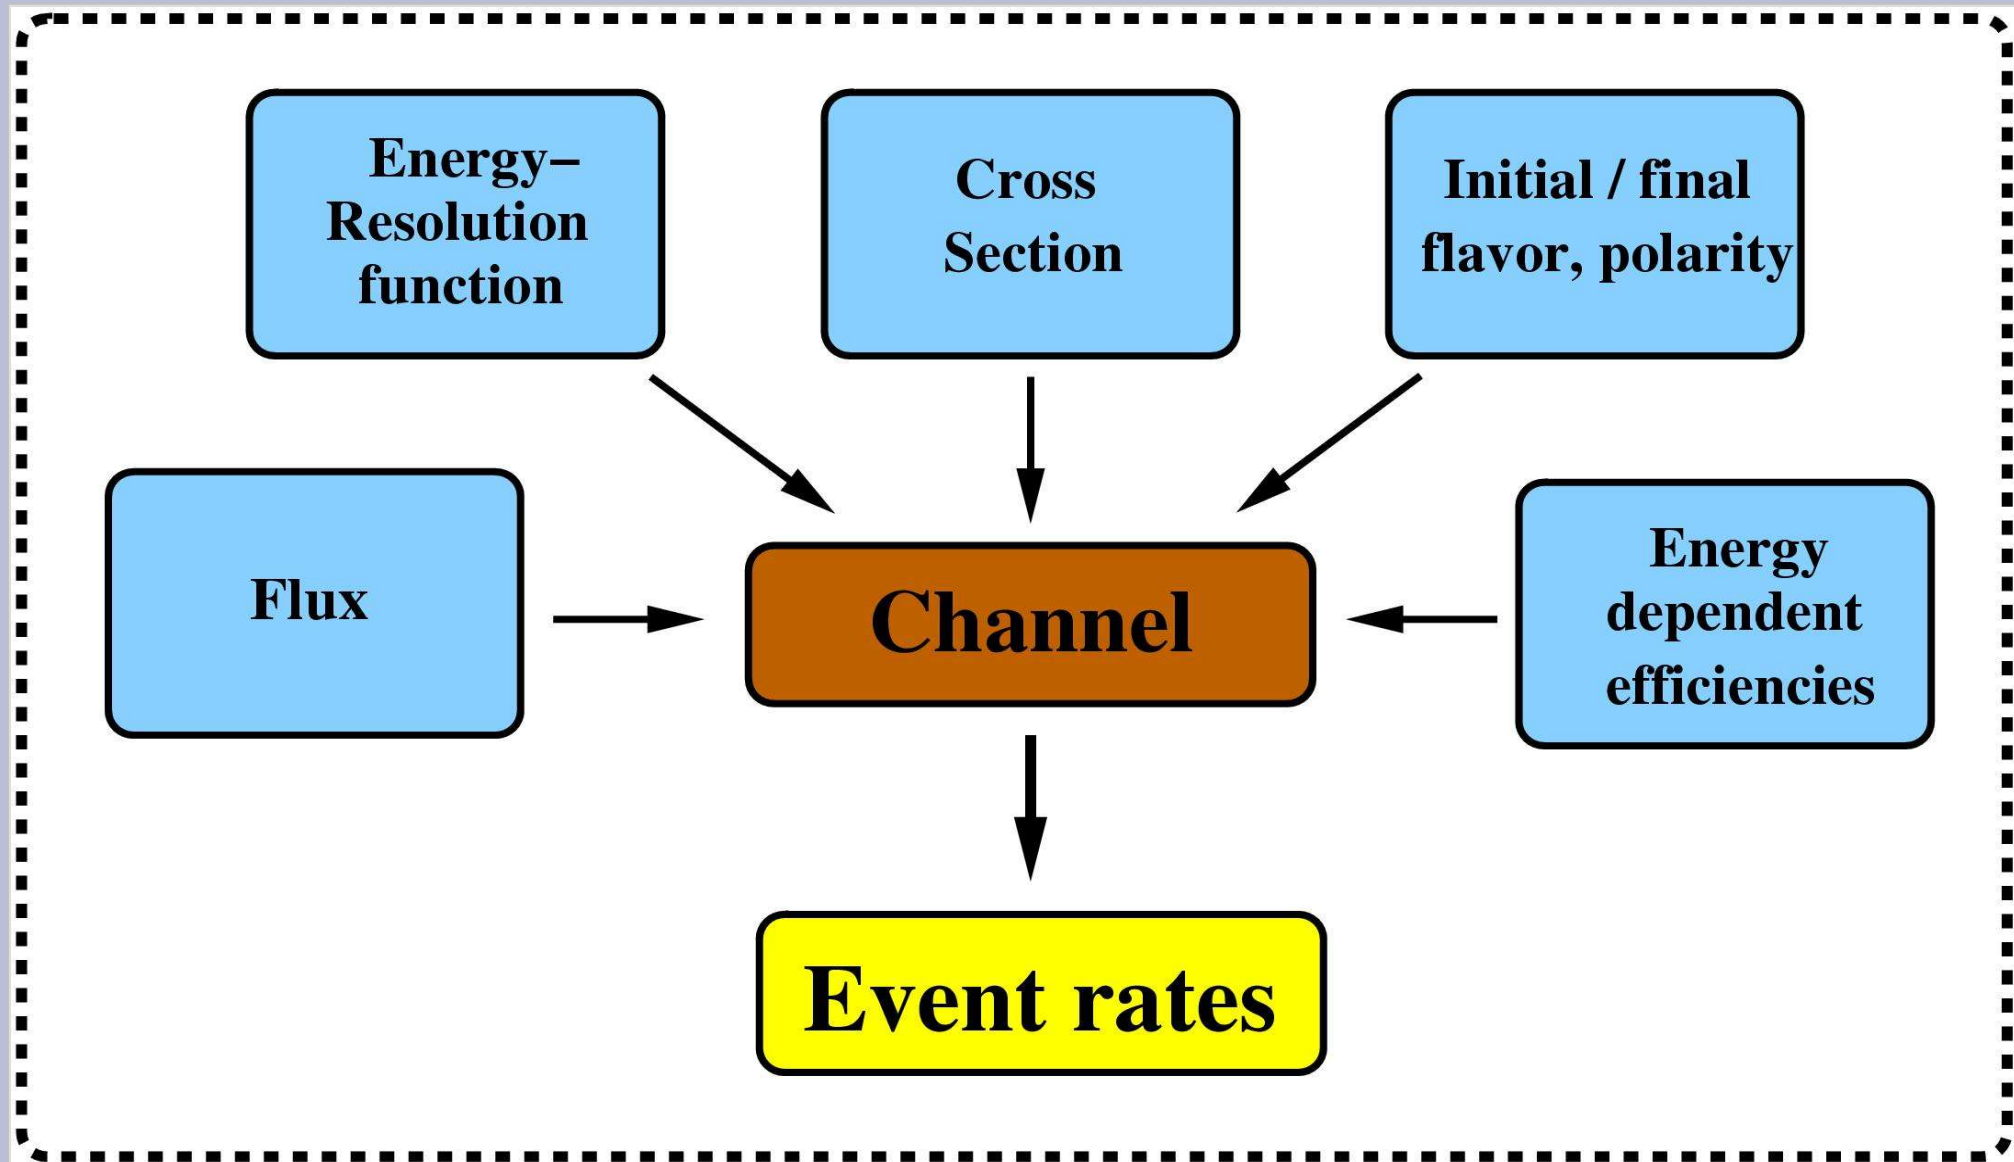 Energy–
Resolution
function
Cross
Section
Initial / final
flavor, polarity
Flux
Channel
Energy
dependent
efficiencies
Event rates